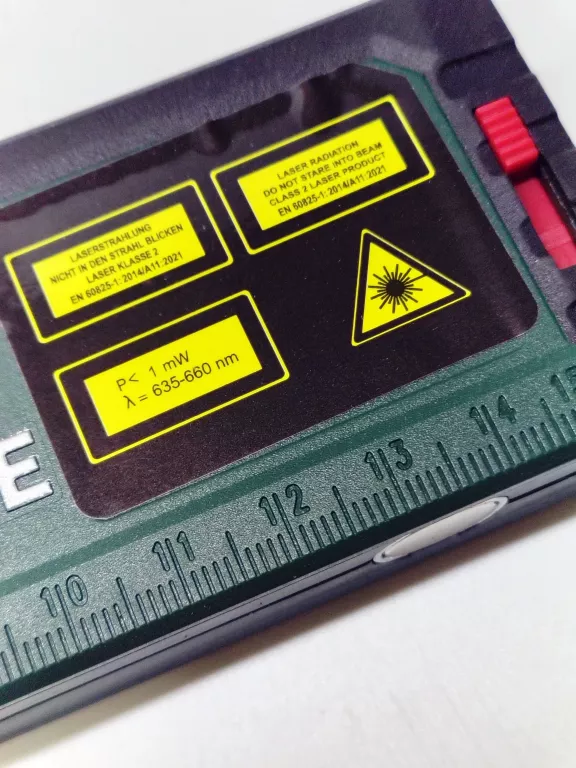 LASERSTRAHLUNG
NICHT IN DEN STRAHL BLICKEN
LASER KLASSE 2
EN 60825-1: 2014/A11:2021
LASER RADIATION
DO NOT STARE INTO BEAM
CLASS 2 LASER PRODUCT
EN 60825-1: 2014/A11:2021
P< 1 mW
λ = 635-660 nm
E
10 11 12 13 14 15